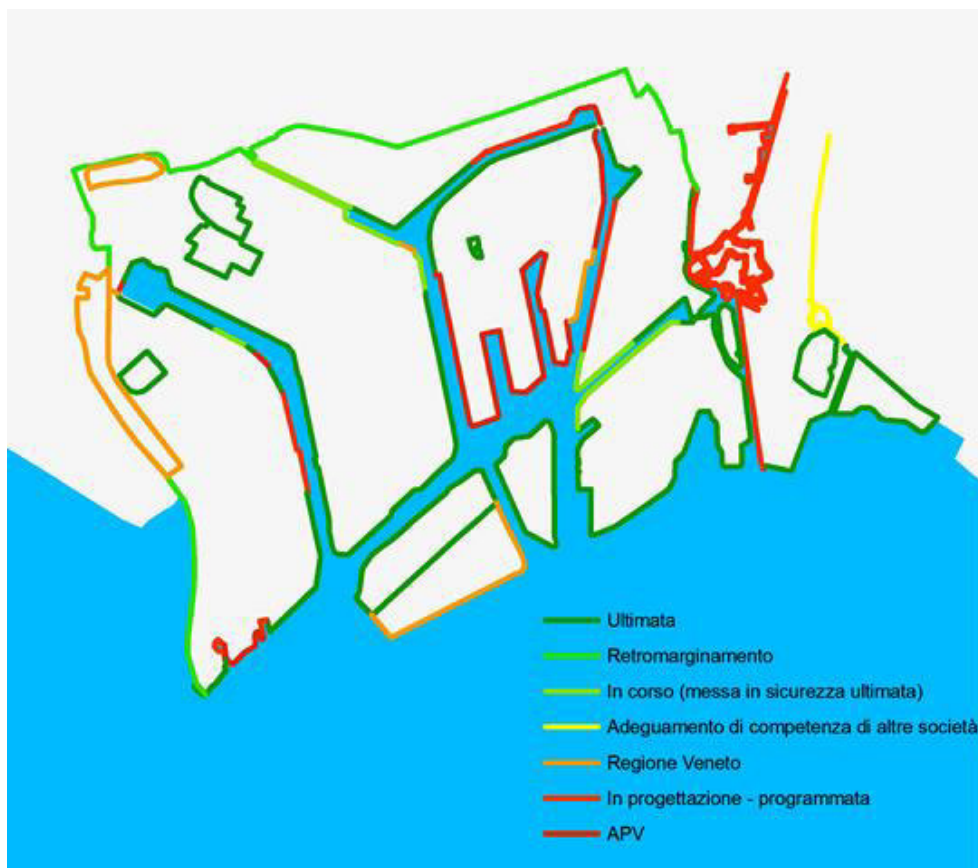 Ultimata
Retromarginamento
In corso (messa in sicurezza ultimata)
Adeguamento di competenza di altre società
Regione Veneto
In progettazione - programmata
APV